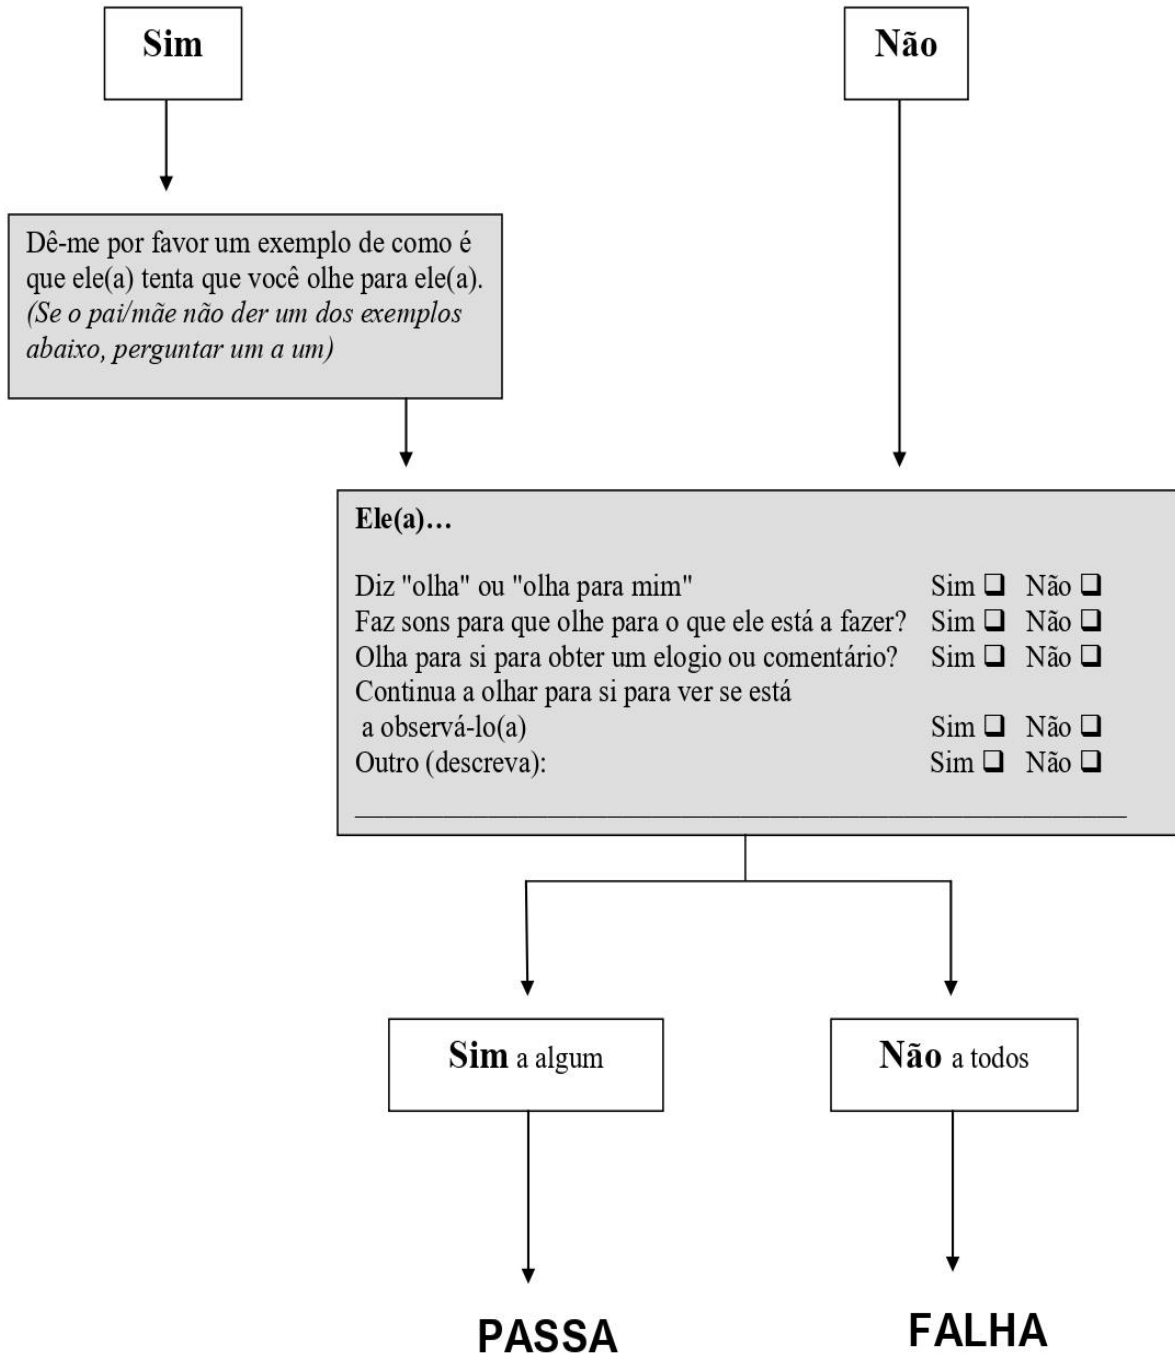 Sim
Não
Dê-me por favor um exemplo de como é
que ele(a) tenta que você olhe para ele(a).
(Se o pai/mãe não der um dos exemplos
abaixo, perguntar um a um)
Ele(a)…
Diz "olha" ou "olha para mim" Sim ❑ Não ❑
Faz sons para que olhe para o que ele está a fazer? Sim ❑ Não ❑
Olha para si para obter um elogio ou comentário? Sim ❑ Não ❑
Continua a olhar para si para ver se está
a observá-lo(a) Sim ❑ Não ❑
Outro (descreva): Sim ❑ Não ❑
Sim a algum
Não a todos
PASSA
FALHA